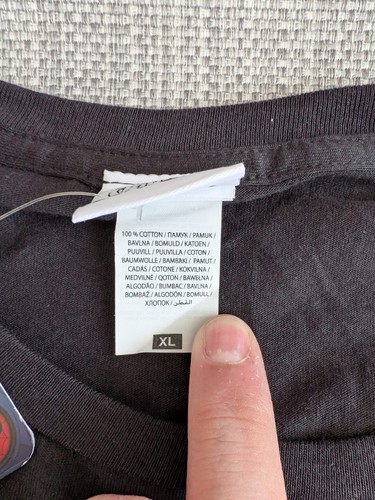 100 % COTTON / ПАМУК / PAMUK /
BAVLNA / BOMULD / KATOEN /
PUUVILL / PUUVILLA / COTON /
BAUMWOLLE / ΒΑΜΒΑΚΙ / PAMUT /
CADÁS / COTONE / KOKVILNA /
MEDVILNĖ / QOTON / BAWEŁNA /
ALGODÃO / BUMBAC / BAVLNA /
BOMBAŽ / ALGODÓN / BOMULL /
ХЛОПОК / القطن
XL